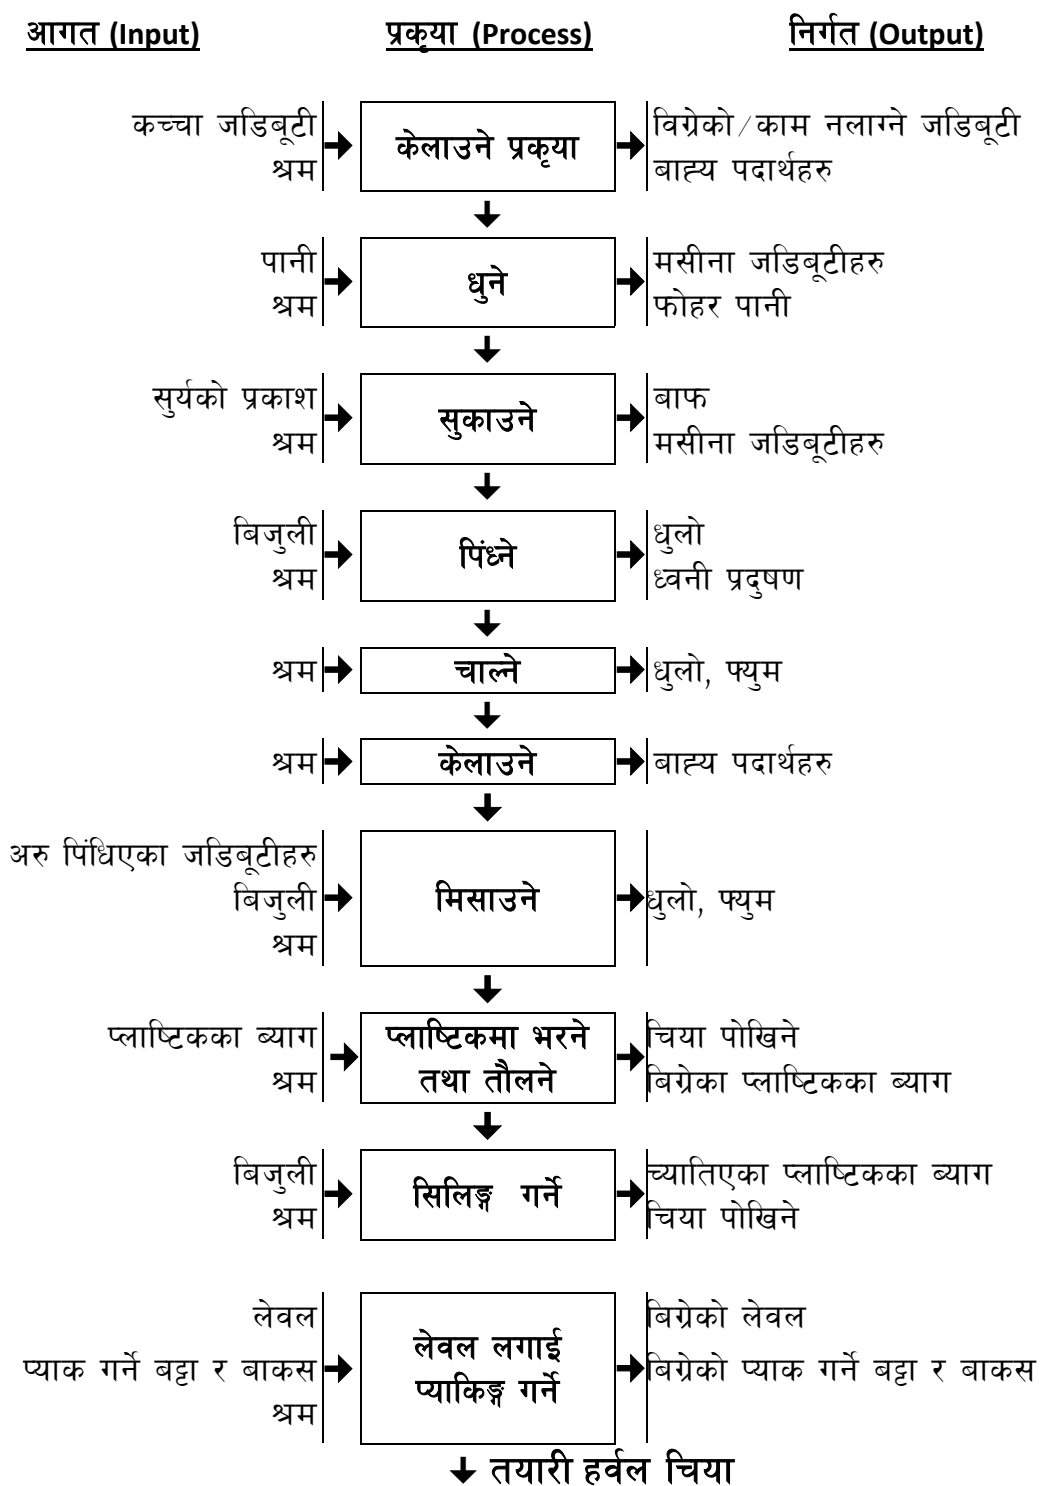 आगत (Input) प्रकृया (Process) निर्गत (Output)
कच्चा जडिबूटी
श्रम
केलाउने प्रकृया
विग्रेको/काम नलाग्ने जडिबूटी
बाह्य पदार्थहरु
पानी
श्रम
धुने
मसीना जडिबूटीहरु
फोहर पानी
सुर्यको प्रकाश
श्रम
सुकाउने
बाफ
मसीना जडिबूटीहरु
बिजुली
श्रम
पिंध्ने
धुलो
ध्वनी प्रदुषण
श्रम
चाल्ने
धुलो, फ्युम
श्रम
केलाउने
बाह्य पदार्थहरु
अरु पिंधिएका जडिबूटीहरु
बिजुली
श्रम
मिसाउने
धुलो, फ्युम
प्लाष्टिकका ब्याग
श्रम
प्लाष्टिकमा भरने
तथा तौलने
चिया पोखिने
बिग्रेका प्लाष्टिकका ब्याग
बिजुली
श्रम
सिलिङ्ग गर्ने
च्यातिएका प्लाष्टिकका ब्याग
चिया पोखिने
लेवल
प्याक गर्ने बट्टा र बाकस
श्रम
लेवल लगाई
प्याकिङ्ग गर्ने
बिग्रेको लेवल
बिग्रेको प्याक गर्ने बट्टा र बाकस
तयारी हर्वल चिया